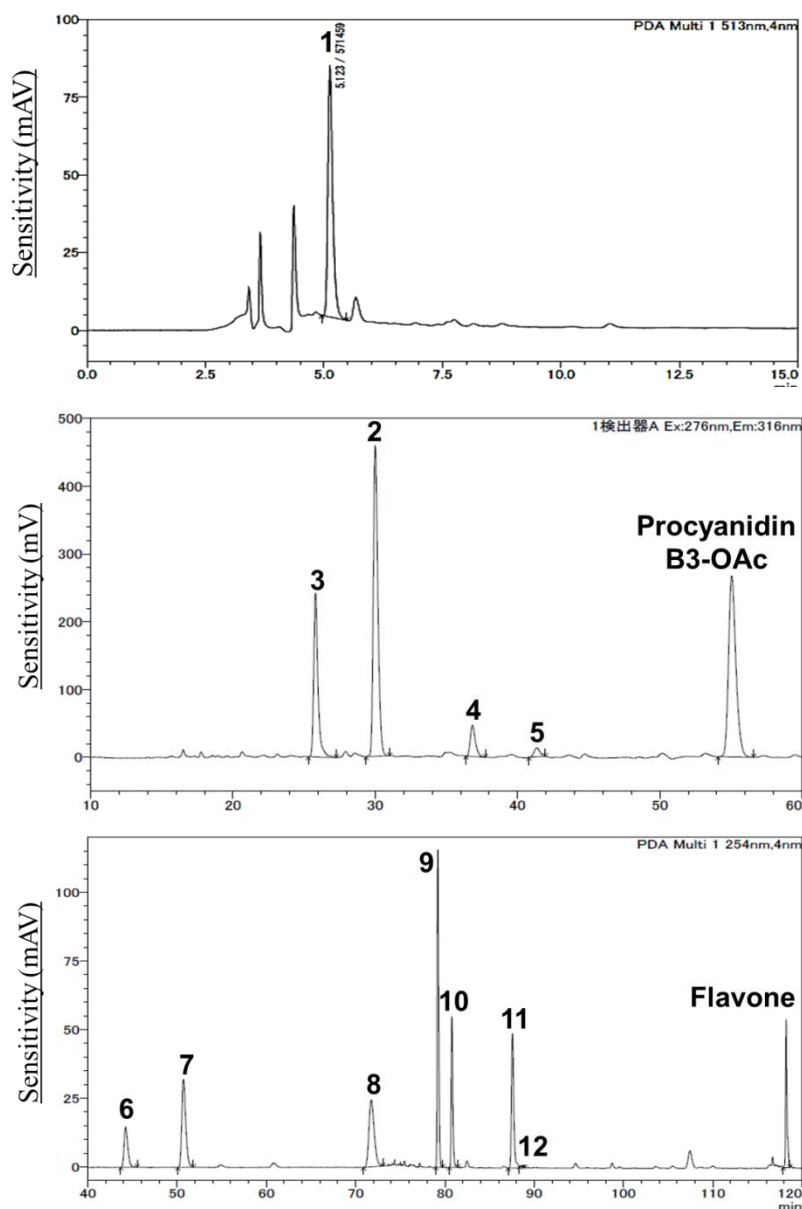 PDA Multi 1 513nm,4nm
Sensitivity (mAV)
100
75
50
25
0
1
5.123 / 571459
0.0 2.5 5.0 7.5 10.0 12.5 15.0
1検出器A Ex:276nm,Em:316nm
Sensitivity (mV)
500
400
300
200
100
0
2
3
4
5
Procyanidin
B3-OAc
10 20 30 40 50 60
PDA Multi 1 254nm,4nm
Sensitivity (mAV)
100
75
50
25
0
6
7
8
9
10
11
12
Flavone
40 50 60 70 80 90 100 110 120
min